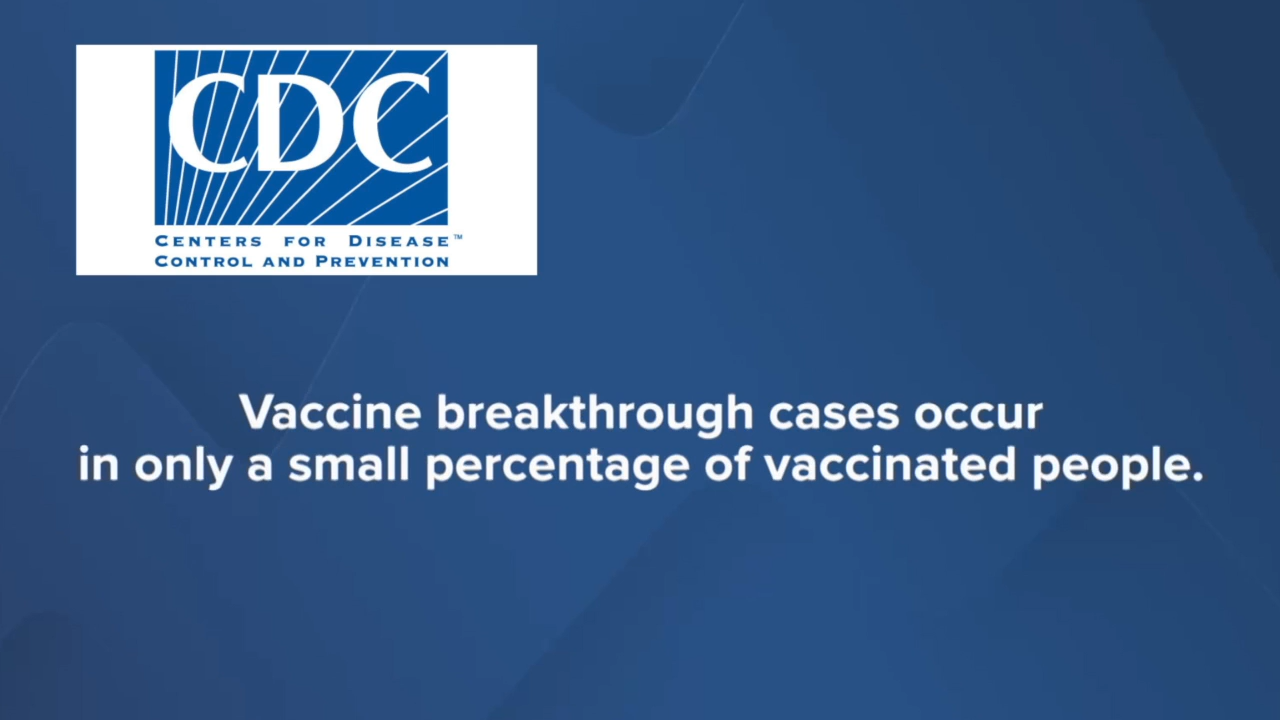 CDC
CENTERS FOR DISEASE™
CONTROL AND PREVENTION
Vaccine breakthrough cases occur
in only a small percentage of vaccinated people.